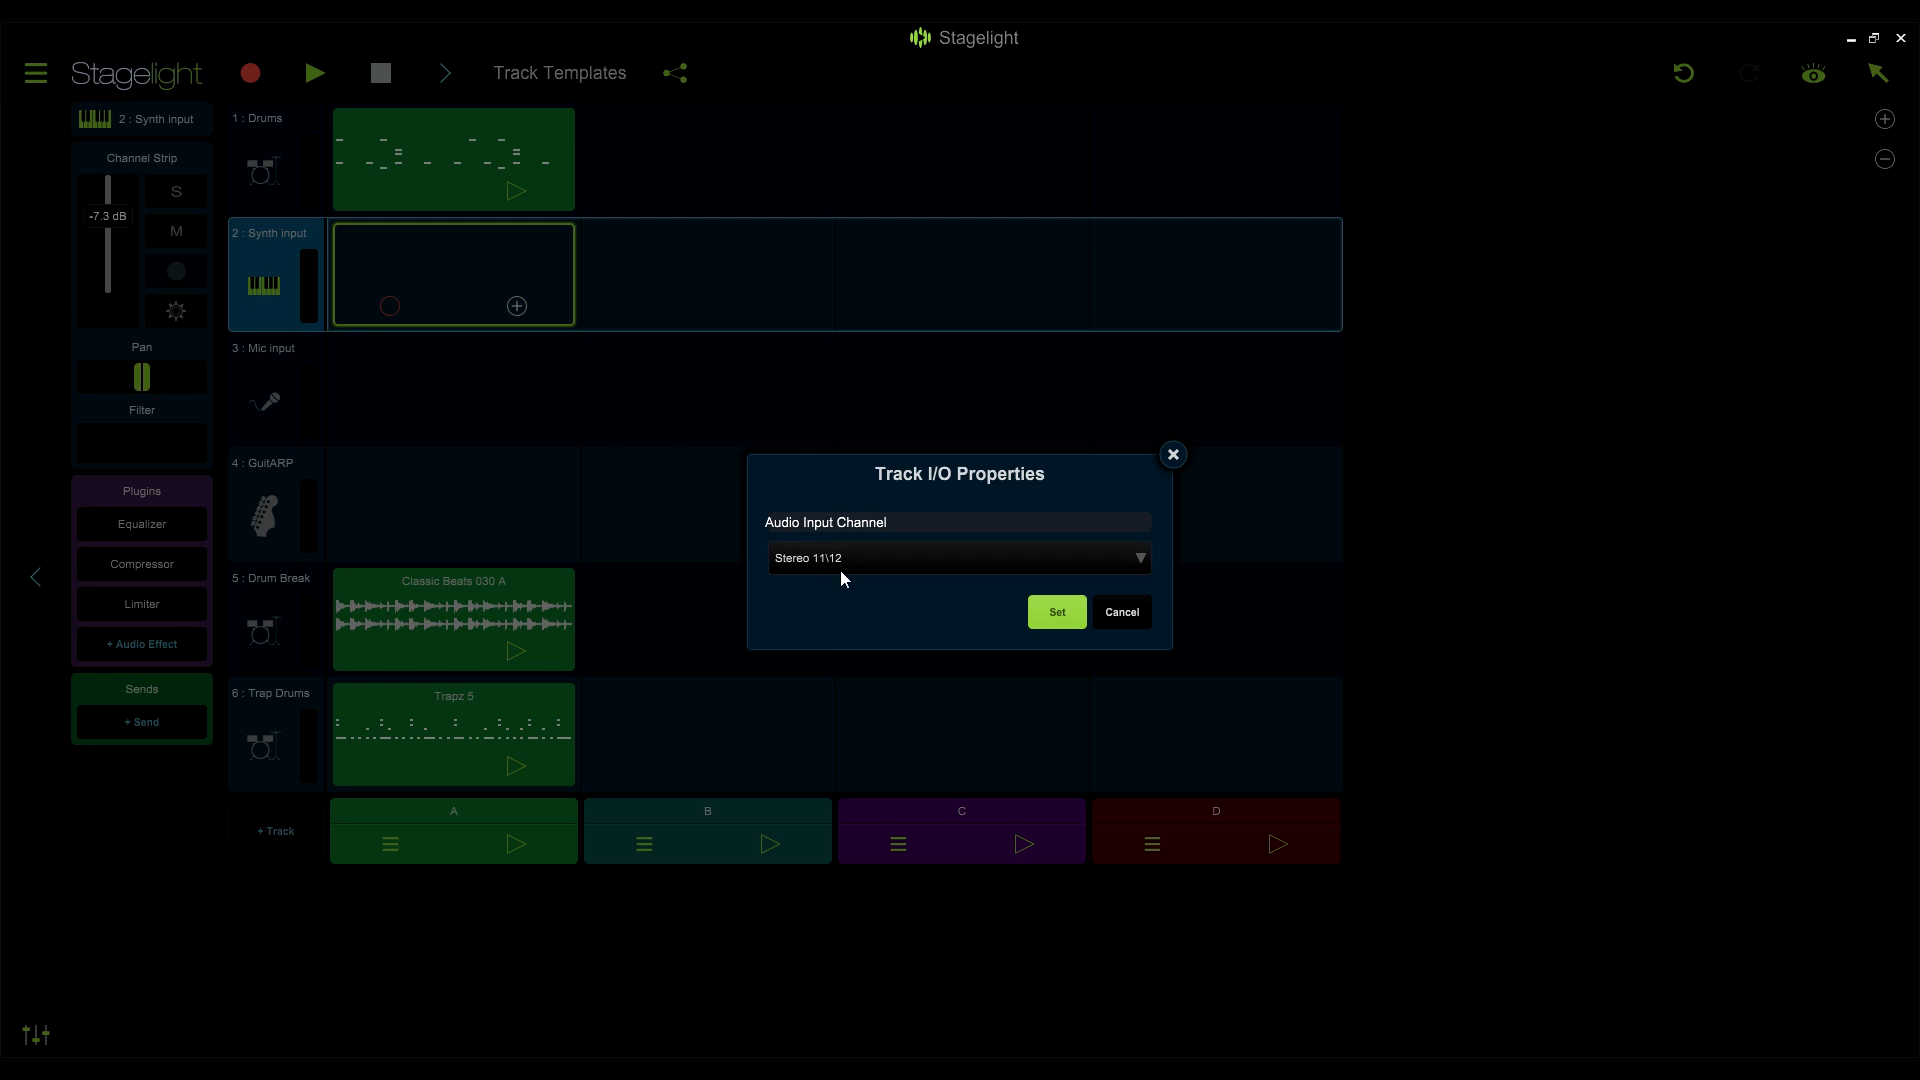 Stagelight
Stagelight
Track Templates
2 : Synth input
Channel Strip
-7.3 dB
S
M
Pan
Filter
Plugins
Equalizer
Compressor
Limiter
+ Audio Effect
Sends
+ Send
1 : Drums
2 : Synth input
3 : Mic input
4 : GuitARP
5 : Drum Break
Classic Beats 030 A
6 : Trap Drums
Trapz 5
+ Track
A
B
C
D
Track I/O Properties
Audio Input Channel
Stereo 11\12
Set
Cancel